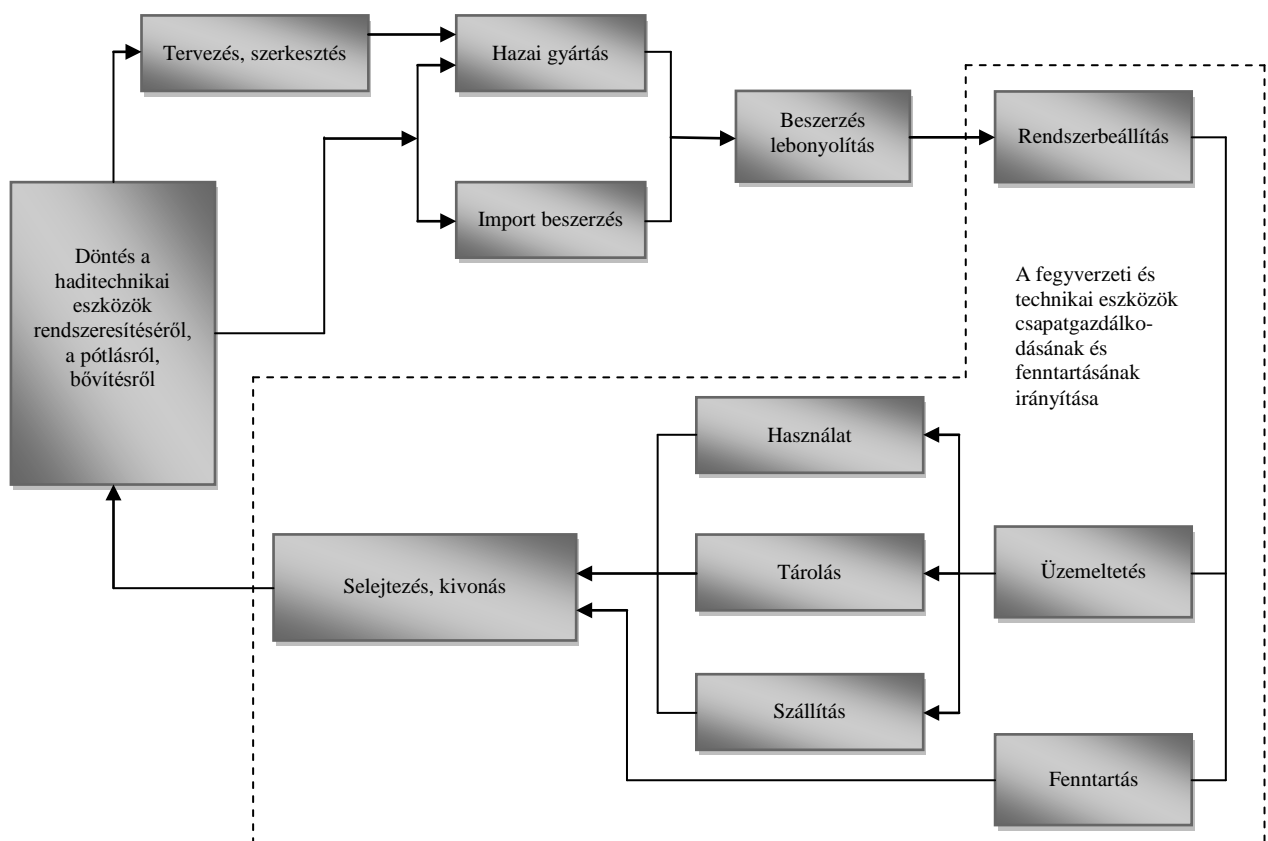 Tervezés, szerkesztés
Hazai gyártás
Beszerzés
lebonyolítás
Rendszerbeállítás
Import beszerzés
Döntés a
haditechnikai
eszközök
rendszeresítéséről,
a pótlásról,
bővítésről
A fegyverzeti és
technikai eszközök
csapatgazdálko-
dásának és
fenntartásának
irányítása
Használat
Selejtezés, kivonás
Tárolás
Üzemeltetés
Szállítás
Fenntartás